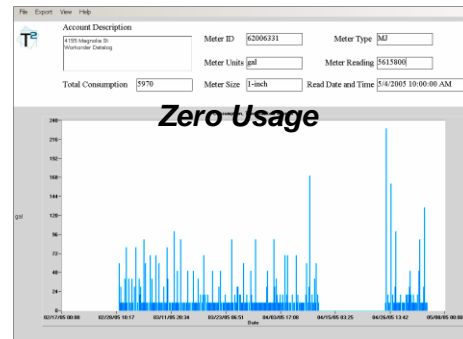 File Export View Help
T2
Account Description
4155 Magnolia St
Workorder Datalog
Meter ID 62006331 Meter Type MJ
Meter Units gal Meter Reading 5615800
Total Consumption 5970 Meter Size 1-inch Read Date and Time 5/4/2005 10:00:00 AM
Zero Usage
240
216
192
168
144
120
96
72
48
24
0
gal
02/17/05 00:00 02/28/05 10:17 03/11/05 20:34 03/23/05 06:51 04/03/05 17:08 04/15/05 03:25 04/26/05 13:42 05/08/05 00:00
Date